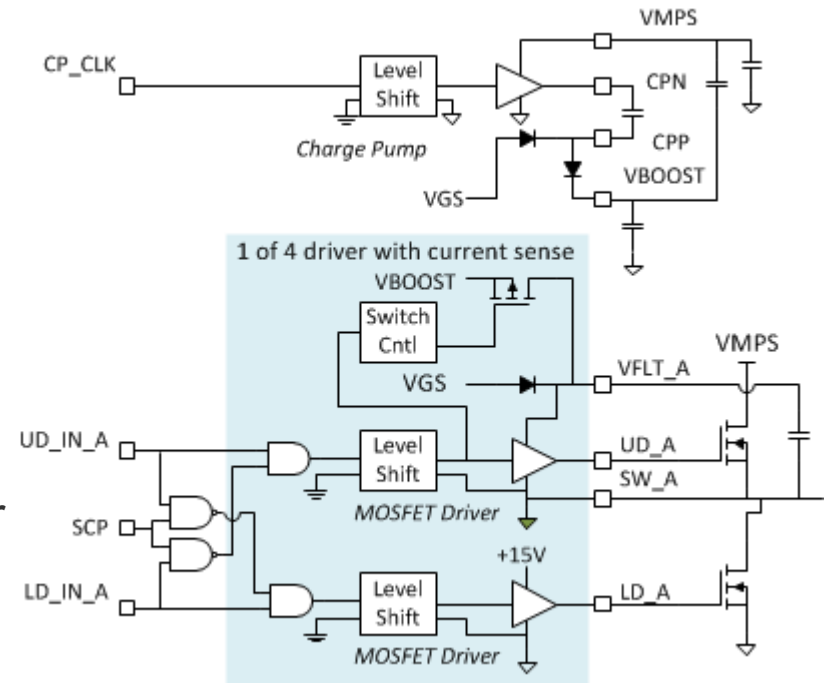 VMPS
CP_CLK
Level
Shift
CPN
Charge Pump
CPP
VBOOST
VGS
1 of 4 driver with current sense
VBOOST
Switch
Cntl
VMPS
VGS
VFLT_A
UD_IN_A
Level
Shift
UD_A
SW_A
MOSFET Driver
SCP
+15V
LD_IN_A
Level
Shift
LD_A
MOSFET Driver